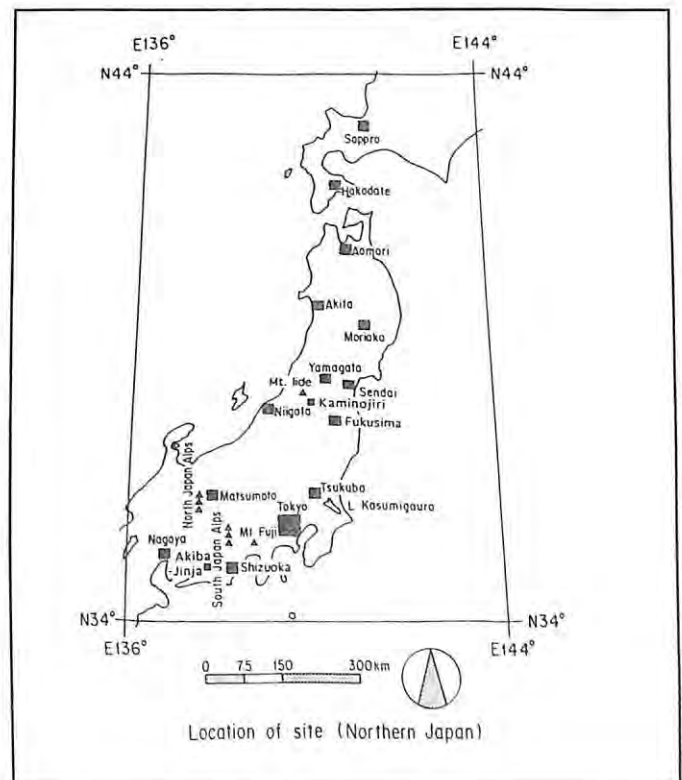 E136° E144°
N44° N44°
Sappro
Hakodate
Aomori
Akita
Morioka
Yamagata
Mt. Iide
Sendai
Kaminojiri
Niigata
Fukusima
North Japan Alps
Matsumoto
Tsukuba
L. Kasumigaura
Tokyo
South Japan Alps
Mt Fuji
Nagoya
Akiba
-Jinja
Shizuoka
N34° N34°
E136° E144°
0 75 150 300km
Location of site (Northern Japan)